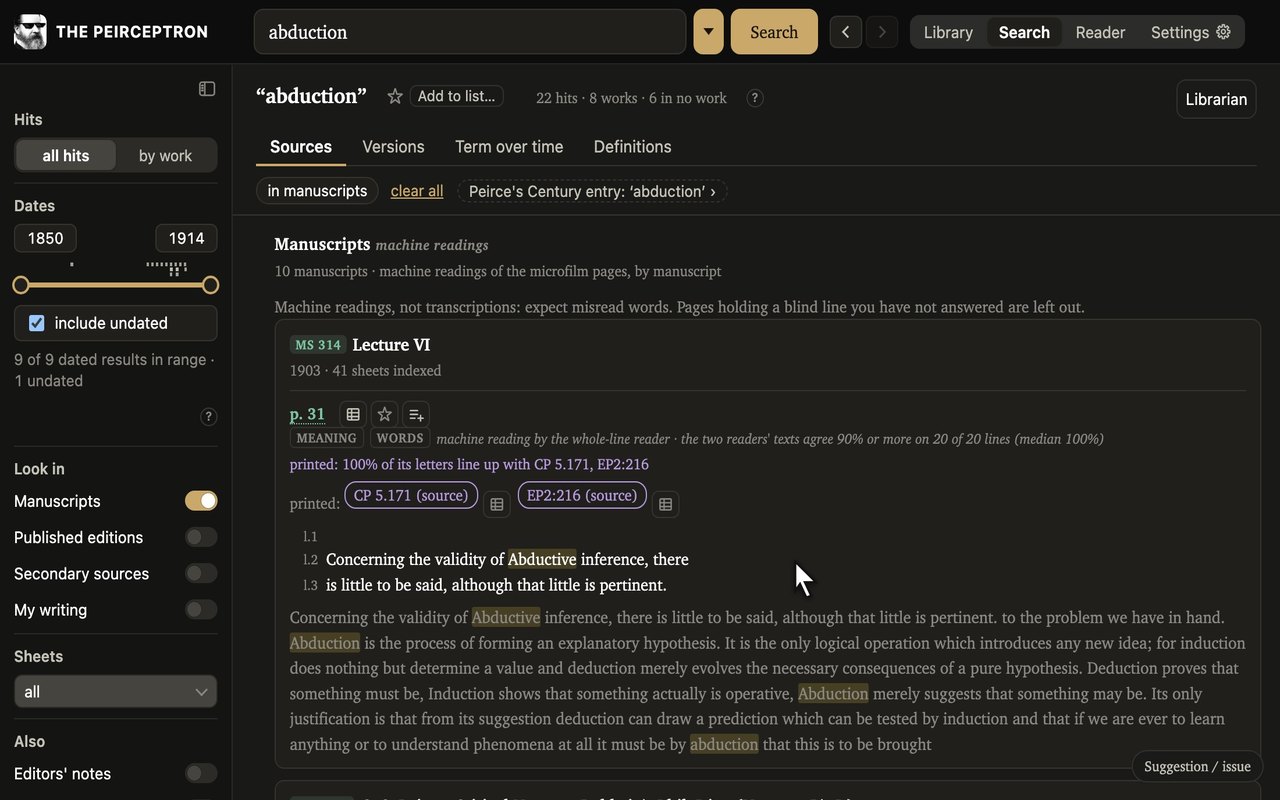 THE PEIRCEPTRON
abduction
Search
Library Search Reader Settings
Hits
all hits by work
Dates
1850 1914
include undated
9 of 9 dated results in range ·
1 undated
?
Look in
Manuscripts
Published editions
Secondary sources
My writing
Sheets
all
Also
Editors' notes
“abduction” Add to list... 22 hits · 8 works · 6 in no work ?
Librarian
Sources Versions Term over time Definitions
in manuscripts clear all Peirce's Century entry: ‘abduction’ ›
Manuscripts machine readings
10 manuscripts · machine readings of the microfilm pages, by manuscript
Machine readings, not transcriptions: expect misread words. Pages holding a blind line you have not answered are left out.
MS 314 Lecture VI
1903 · 41 sheets indexed
p. 31
MEANING WORDS machine reading by the whole-line reader · the two readers' texts agree 90% or more on 20 of 20 lines (median 100%)
printed: 100% of its letters line up with CP 5.171, EP2:216
printed: CP 5.171 (source) EP2:216 (source)
l.1
l.2 Concerning the validity of Abductive inference, there
l.3 is little to be said, although that little is pertinent.
Concerning the validity of Abductive inference, there is little to be said, although that little is pertinent. to the problem we have in hand.
Abduction is the process of forming an explanatory hypothesis. It is the only logical operation which introduces any new idea; for induction
does nothing but determine a value and deduction merely evolves the necessary consequences of a pure hypothesis. Deduction proves that
something must be, Induction shows that something actually is operative, Abduction merely suggests that something may be. Its only
justification is that from its suggestion deduction can draw a prediction which can be tested by induction and that if we are ever to learn
anything or to understand phenomena at all it must be by abduction that this is to be brought
Suggestion / issue